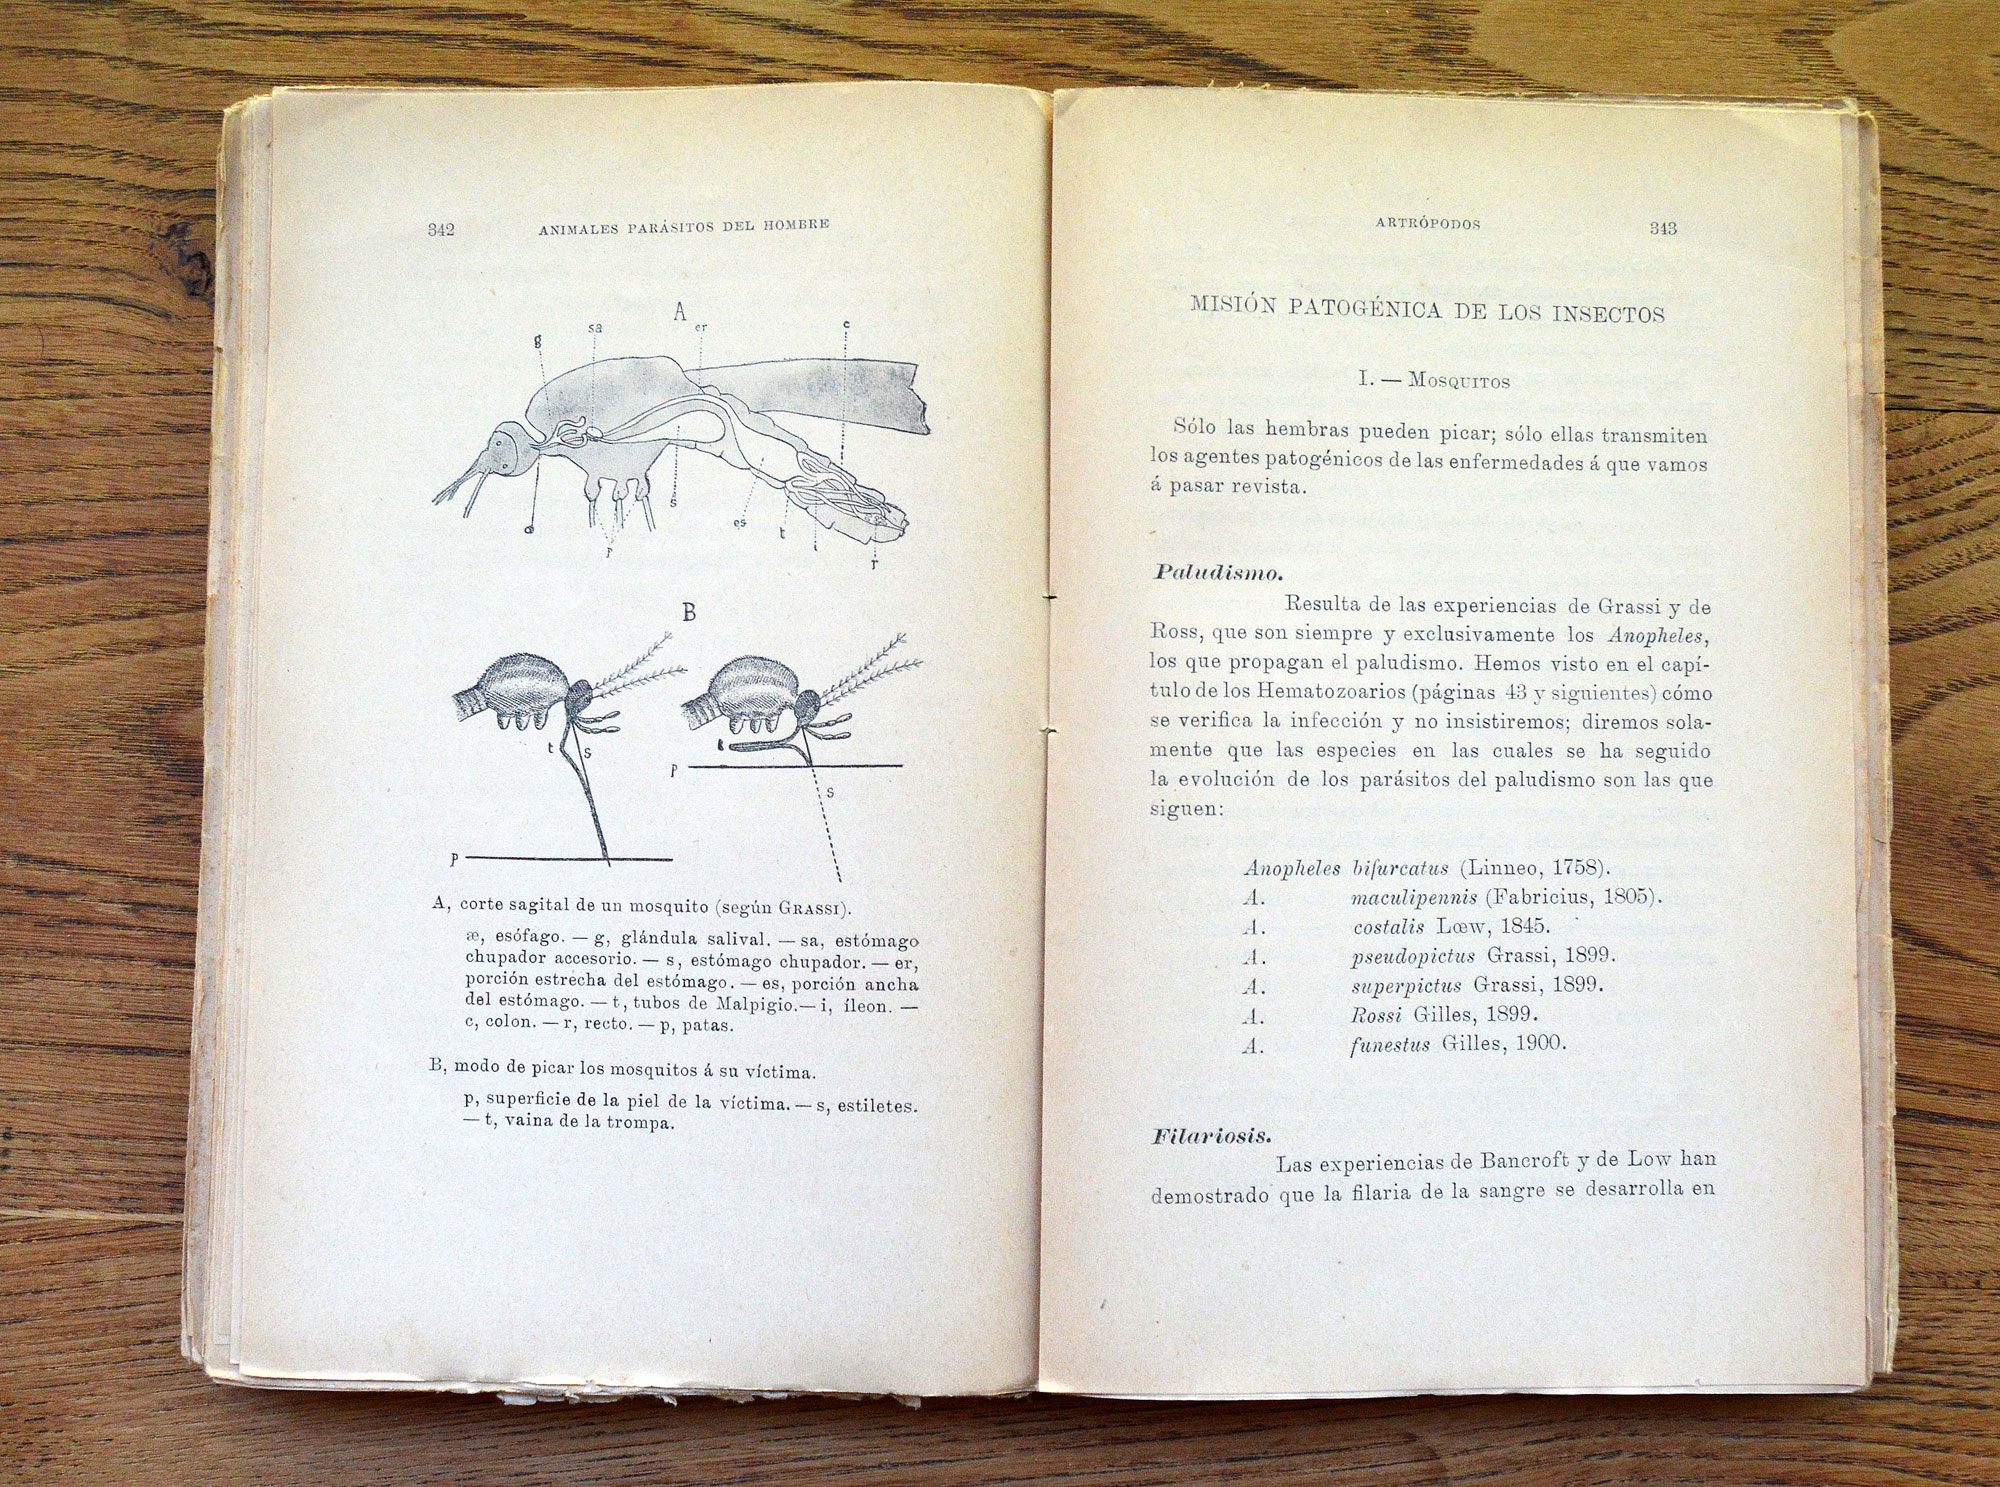 342 ANIMALES PARÁSITOS DEL HOMBRE
A
g sa er c
œ p s es t i r
B
t s
p
t
p
s
A, corte sagital de un mosquito (según GRASSI).
æ, esófago. — g, glándula salival. — sa, estómago
chupador accesorio. — s, estómago chupador. — er,
porción estrecha del estómago. — es, porción ancha
del estómago. — t, tubos de Malpigio. — i, íleon. —
c, colon. — r, recto. — p, patas.
B, modo de picar los mosquitos á su víctima.
p, superficie de la piel de la víctima. — s, estiletes.
— t, vaina de la trompa.
ARTRÓPODOS 343
MISIÓN PATOGÉNICA DE LOS INSECTOS
I. — MOSQUITOS
Sólo las hembras pueden picar; sólo ellas transmiten
los agentes patogénicos de las enfermedades á que vamos
á pasar revista.
Paludismo.
Resulta de las experiencias de Grassi y de
Ross, que son siempre y exclusivamente los Anopheles,
los que propagan el paludismo. Hemos visto en el capí-
tulo de los Hematozoarios (páginas 43 y siguientes) cómo
se verifica la infección y no insistiremos; diremos sola-
mente que las especies en las cuales se ha seguido
la evolución de los parásitos del paludismo son las que
siguen:
Anopheles bifurcatus (Linneo, 1758).
A. maculipennis (Fabricius, 1805).
A. costalis Lœw, 1845.
A. pseudopictus Grassi, 1899.
A. superpictus Grassi, 1899.
A. Rossi Gilles, 1899.
A. funestus Gilles, 1900.
Filariosis.
Las experiencias de Bancroft y de Low han
demostrado que la filaria de la sangre se desarrolla en